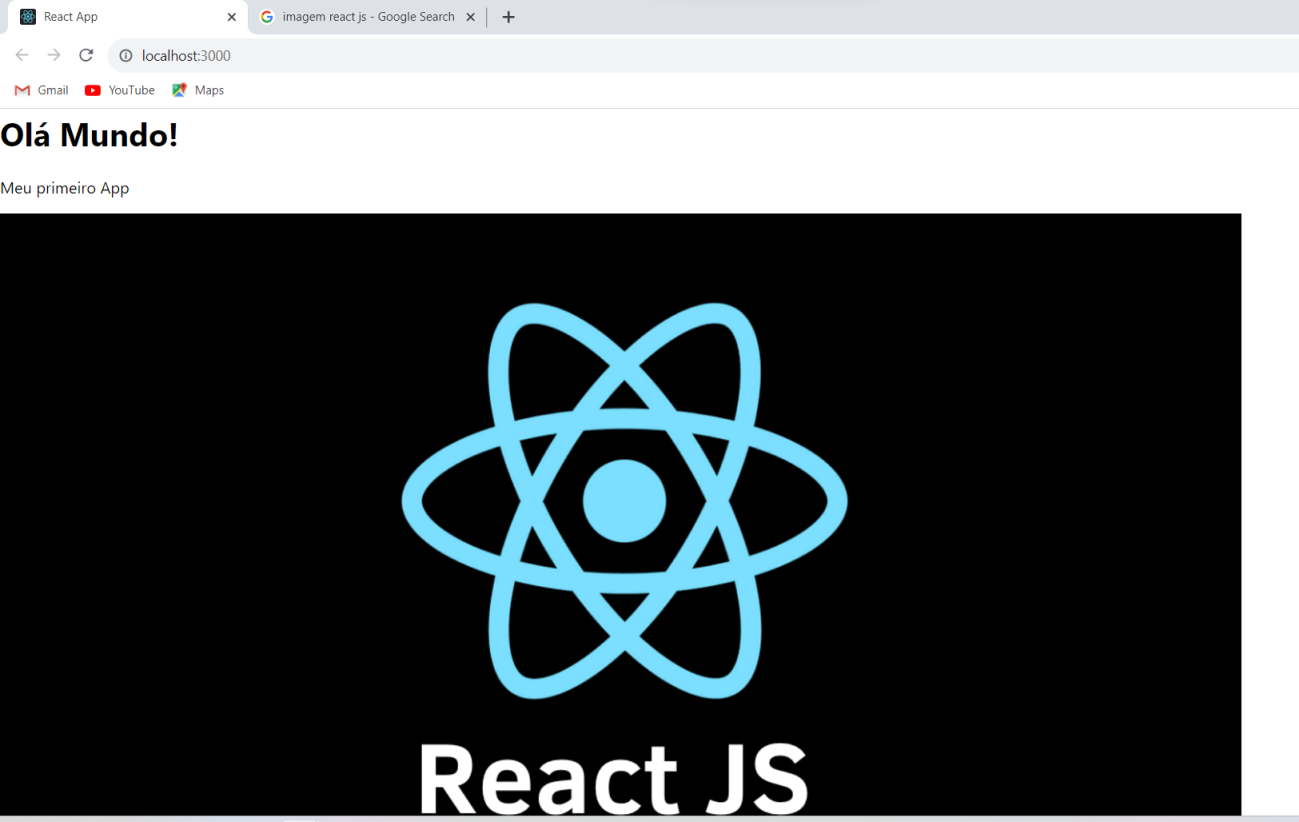 React App
imagem react js - Google Search
localhost:3000
Gmail
YouTube
Maps
Olá Mundo!
Meu primeiro App
React JS